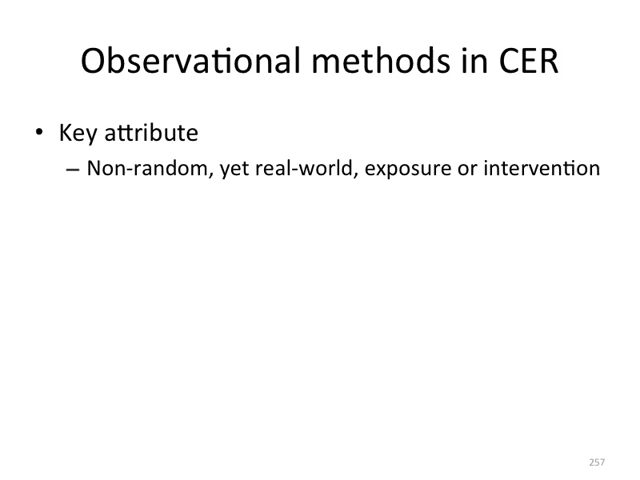 Observational methods in CER
• Key attribute
– Non-random, yet real-world, exposure or intervention
257